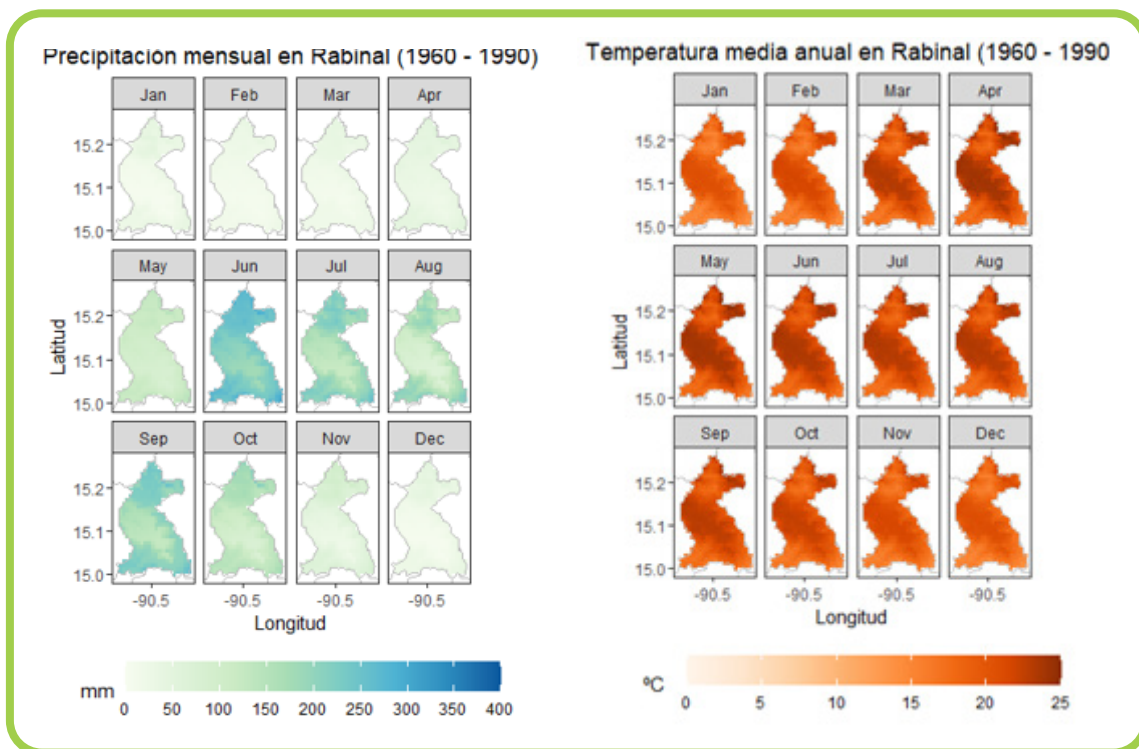 Precipitación mensual en Rabinal (1960 - 1990)
Jan Feb Mar Apr
15.2
15.1
15.0
May Jun Jul Aug
15.2
15.1
15.0
Sep Oct Nov Dec
15.2
15.1
15.0
Latitud
-90.5 -90.5 -90.5 -90.5
Longitud
mm
0 50 100 150 200 250 300 350 400
Temperatura media anual en Rabinal (1960 - 1990
Jan Feb Mar Apr
15.2
15.1
15.0
May Jun Jul Aug
15.2
15.1
15.0
Sep Oct Nov Dec
15.2
15.1
15.0
Latitud
-90.5 -90.5 -90.5 -90.5
Longitud
ºC
0 5 10 15 20 25